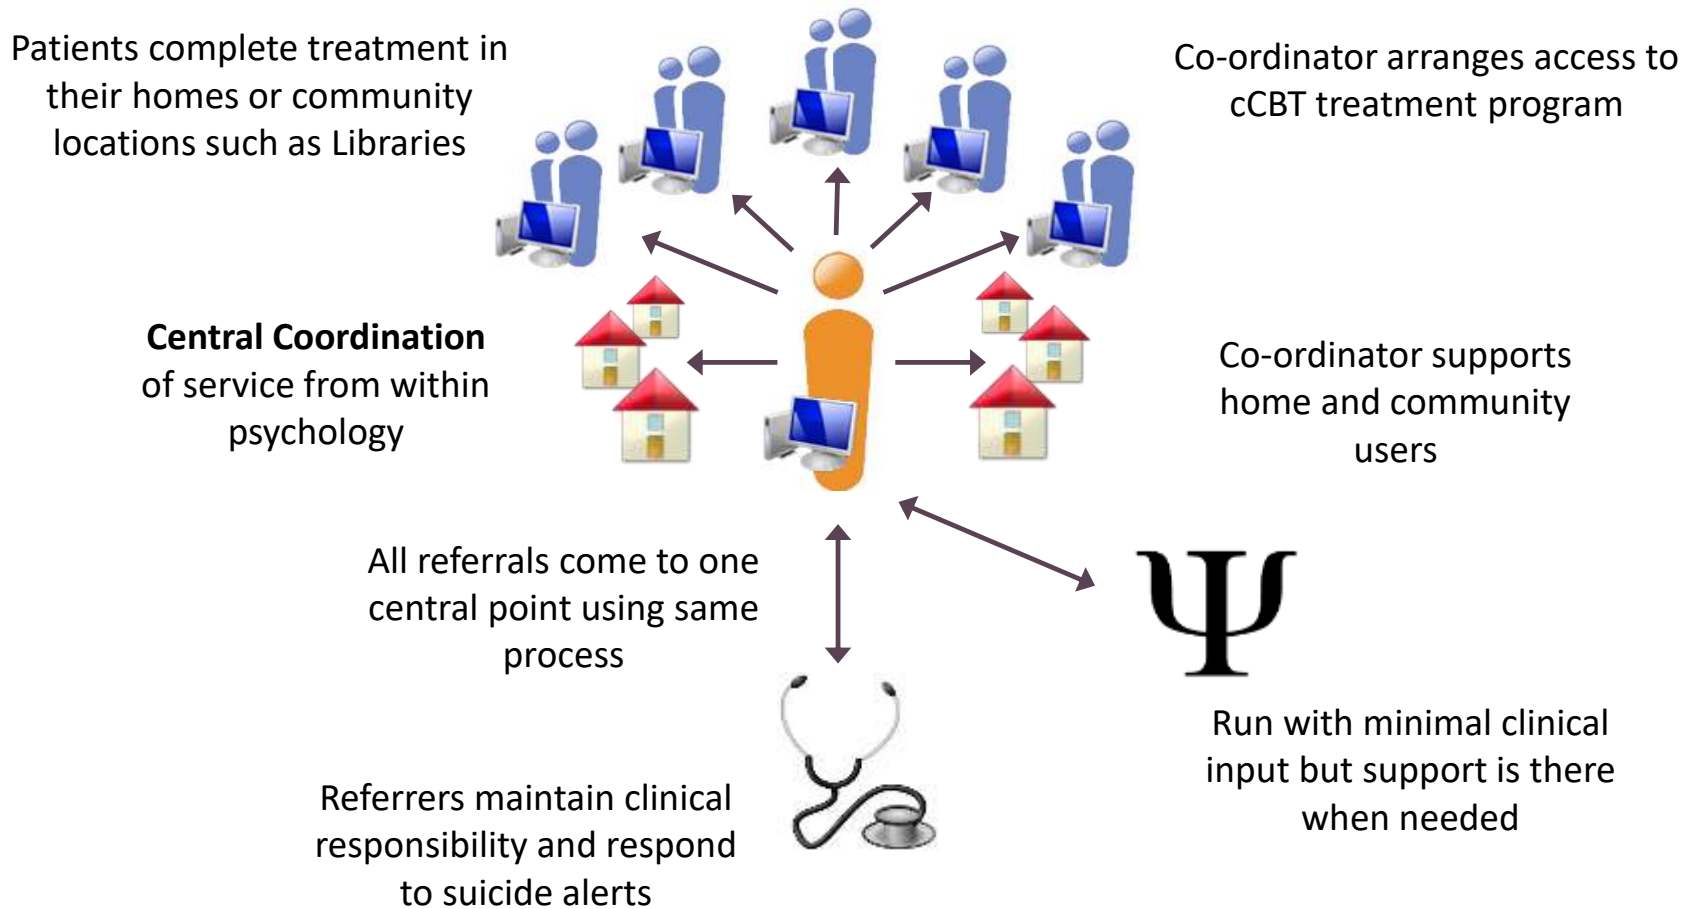 Patients complete treatment in
their homes or community
locations such as Libraries
Co-ordinator arranges access to
cCBT treatment program
Central Coordination
of service from within
psychology
Co-ordinator supports
home and community
users
All referrals come to one
central point using same
process
Ψ
Run with minimal clinical
input but support is there
when needed
Referrers maintain clinical
responsibility and respond
to suicide alerts